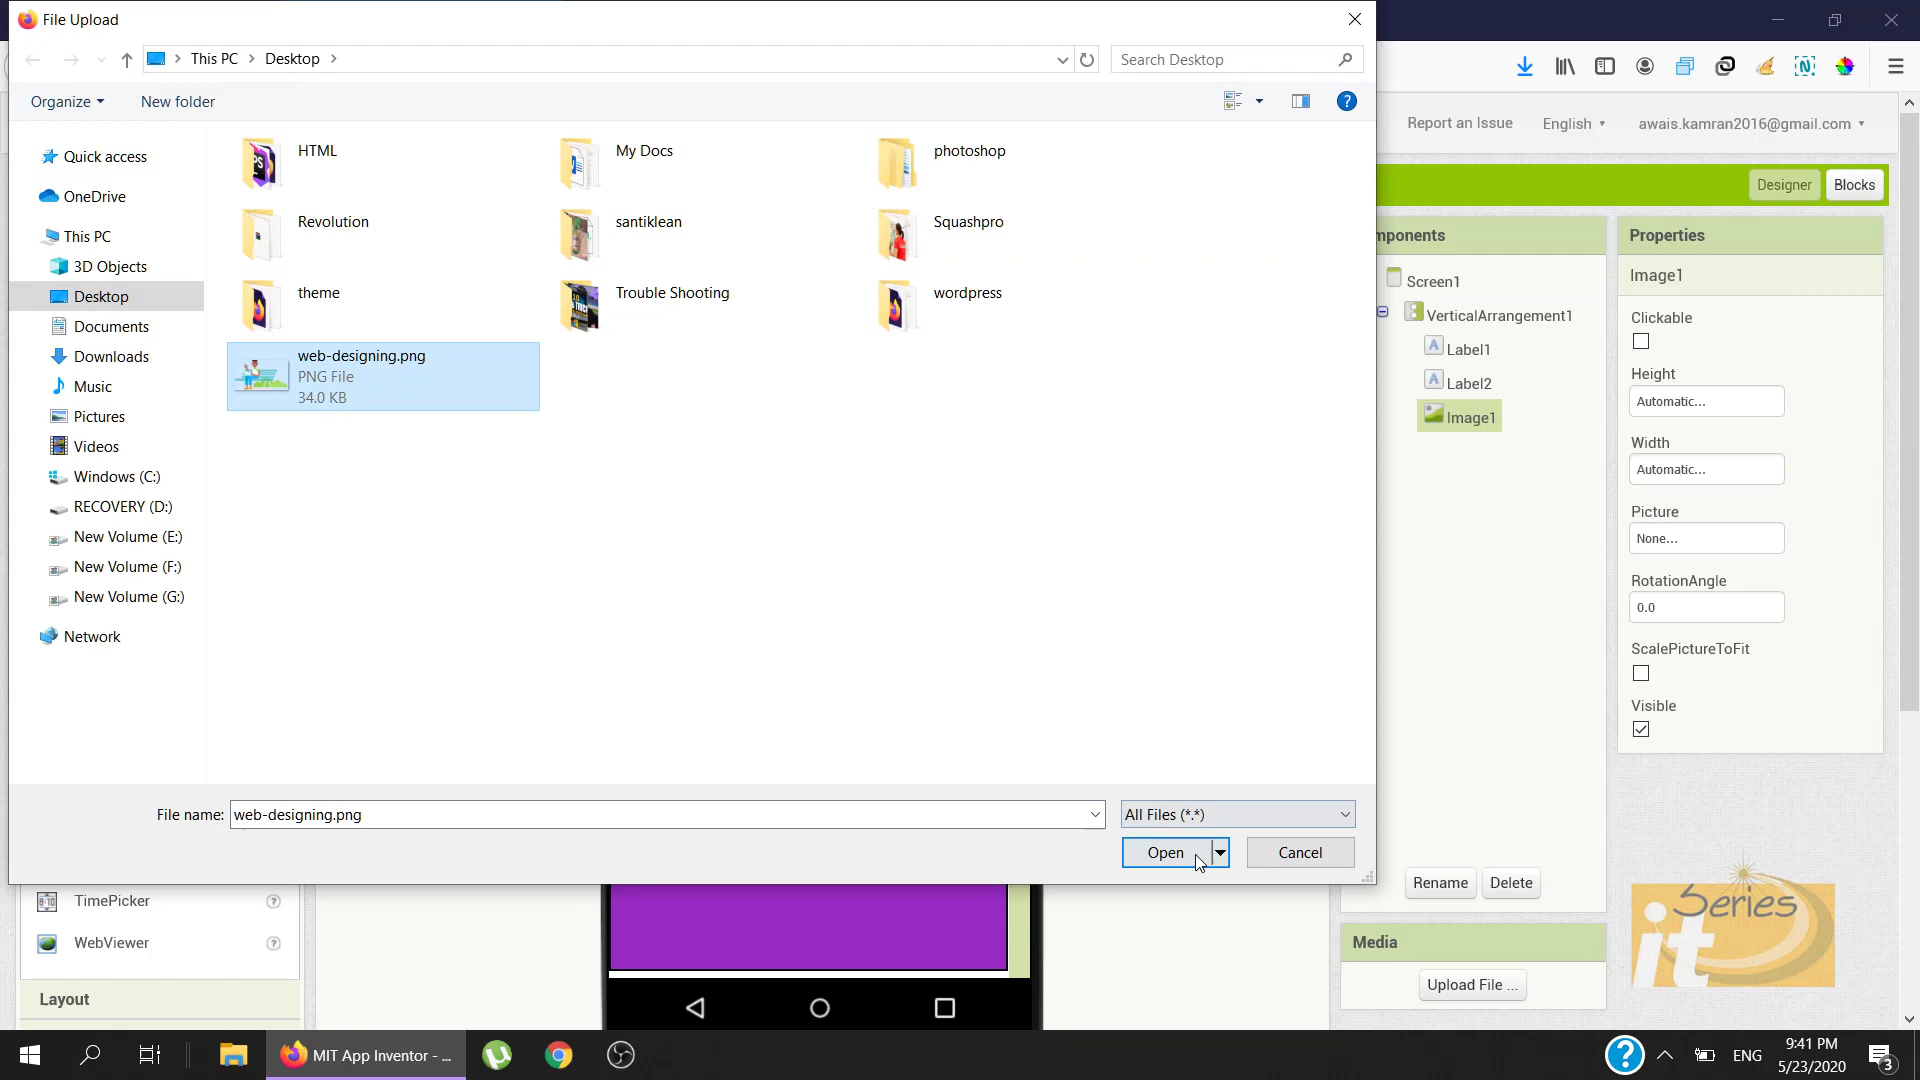 File Upload
This PC
Desktop
Search Desktop
Organize
New folder
Quick access
OneDrive
This PC
3D Objects
Desktop
Documents
Downloads
Music
Pictures
Videos
Windows (C:)
RECOVERY (D:)
New Volume (E:)
New Volume (F:)
New Volume (G:)
Network
HTML
My Docs
photoshop
Revolution
santiklean
Squashpro
theme
Trouble Shooting
wordpress
web-designing.png
PNG File
34.0 KB
File name: web-designing.png
All Files (*.*)
Open
Cancel
Report an Issue
English
awais.kamran2016@gmail.com
Designer
Blocks
mponents
Screen1
VerticalArrangement1
Label1
Label2
Image1
Rename
Delete
Media
Upload File ...
Properties
Image1
Clickable
Height
Automatic...
Width
Automatic...
Picture
None...
RotationAngle
0.0
ScalePictureToFit
Visible
it Series
TimePicker
WebViewer
Layout
MIT App Inventor - ...
ENG
9:41 PM
5/23/2020
3